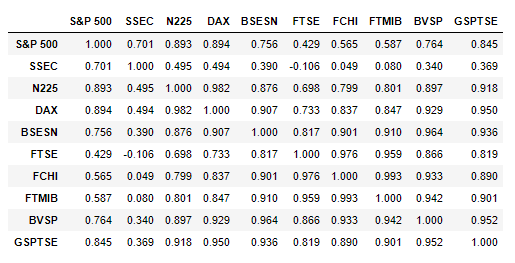 S&P 500 SSEC N225 DAX BSESN FTSE FCHI FTMIB BVSP GSPTSE
S&P 500 1.000 0.701 0.893 0.894 0.756 0.429 0.565 0.587 0.764 0.845
SSEC 0.701 1.000 0.495 0.494 0.390 -0.106 0.049 0.080 0.340 0.369
N225 0.893 0.495 1.000 0.982 0.876 0.698 0.799 0.801 0.897 0.918
DAX 0.894 0.494 0.982 1.000 0.907 0.733 0.837 0.847 0.929 0.950
BSESN 0.756 0.390 0.876 0.907 1.000 0.817 0.901 0.910 0.964 0.936
FTSE 0.429 -0.106 0.698 0.733 0.817 1.000 0.976 0.959 0.866 0.819
FCHI 0.565 0.049 0.799 0.837 0.901 0.976 1.000 0.993 0.933 0.890
FTMIB 0.587 0.080 0.801 0.847 0.910 0.959 0.993 1.000 0.942 0.901
BVSP 0.764 0.340 0.897 0.929 0.964 0.866 0.933 0.942 1.000 0.952
GSPTSE 0.845 0.369 0.918 0.950 0.936 0.819 0.890 0.901 0.952 1.000